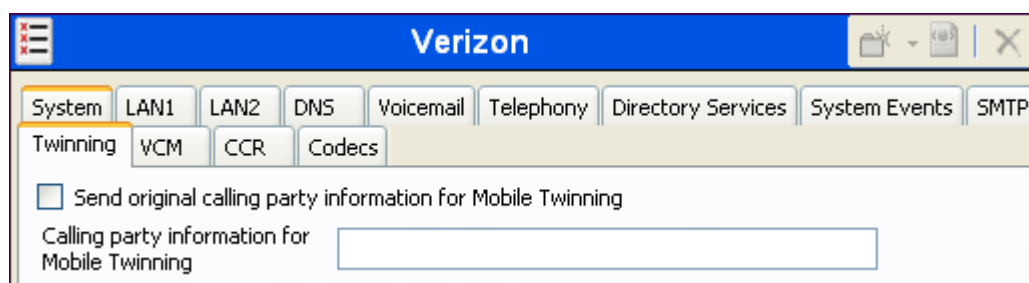 Verizon
System LAN1 LAN2 DNS Voicemail Telephony Directory Services System Events SMTP
Twinning VCM CCR Codecs
Send original calling party information for Mobile Twinning
Calling party information for
Mobile Twinning